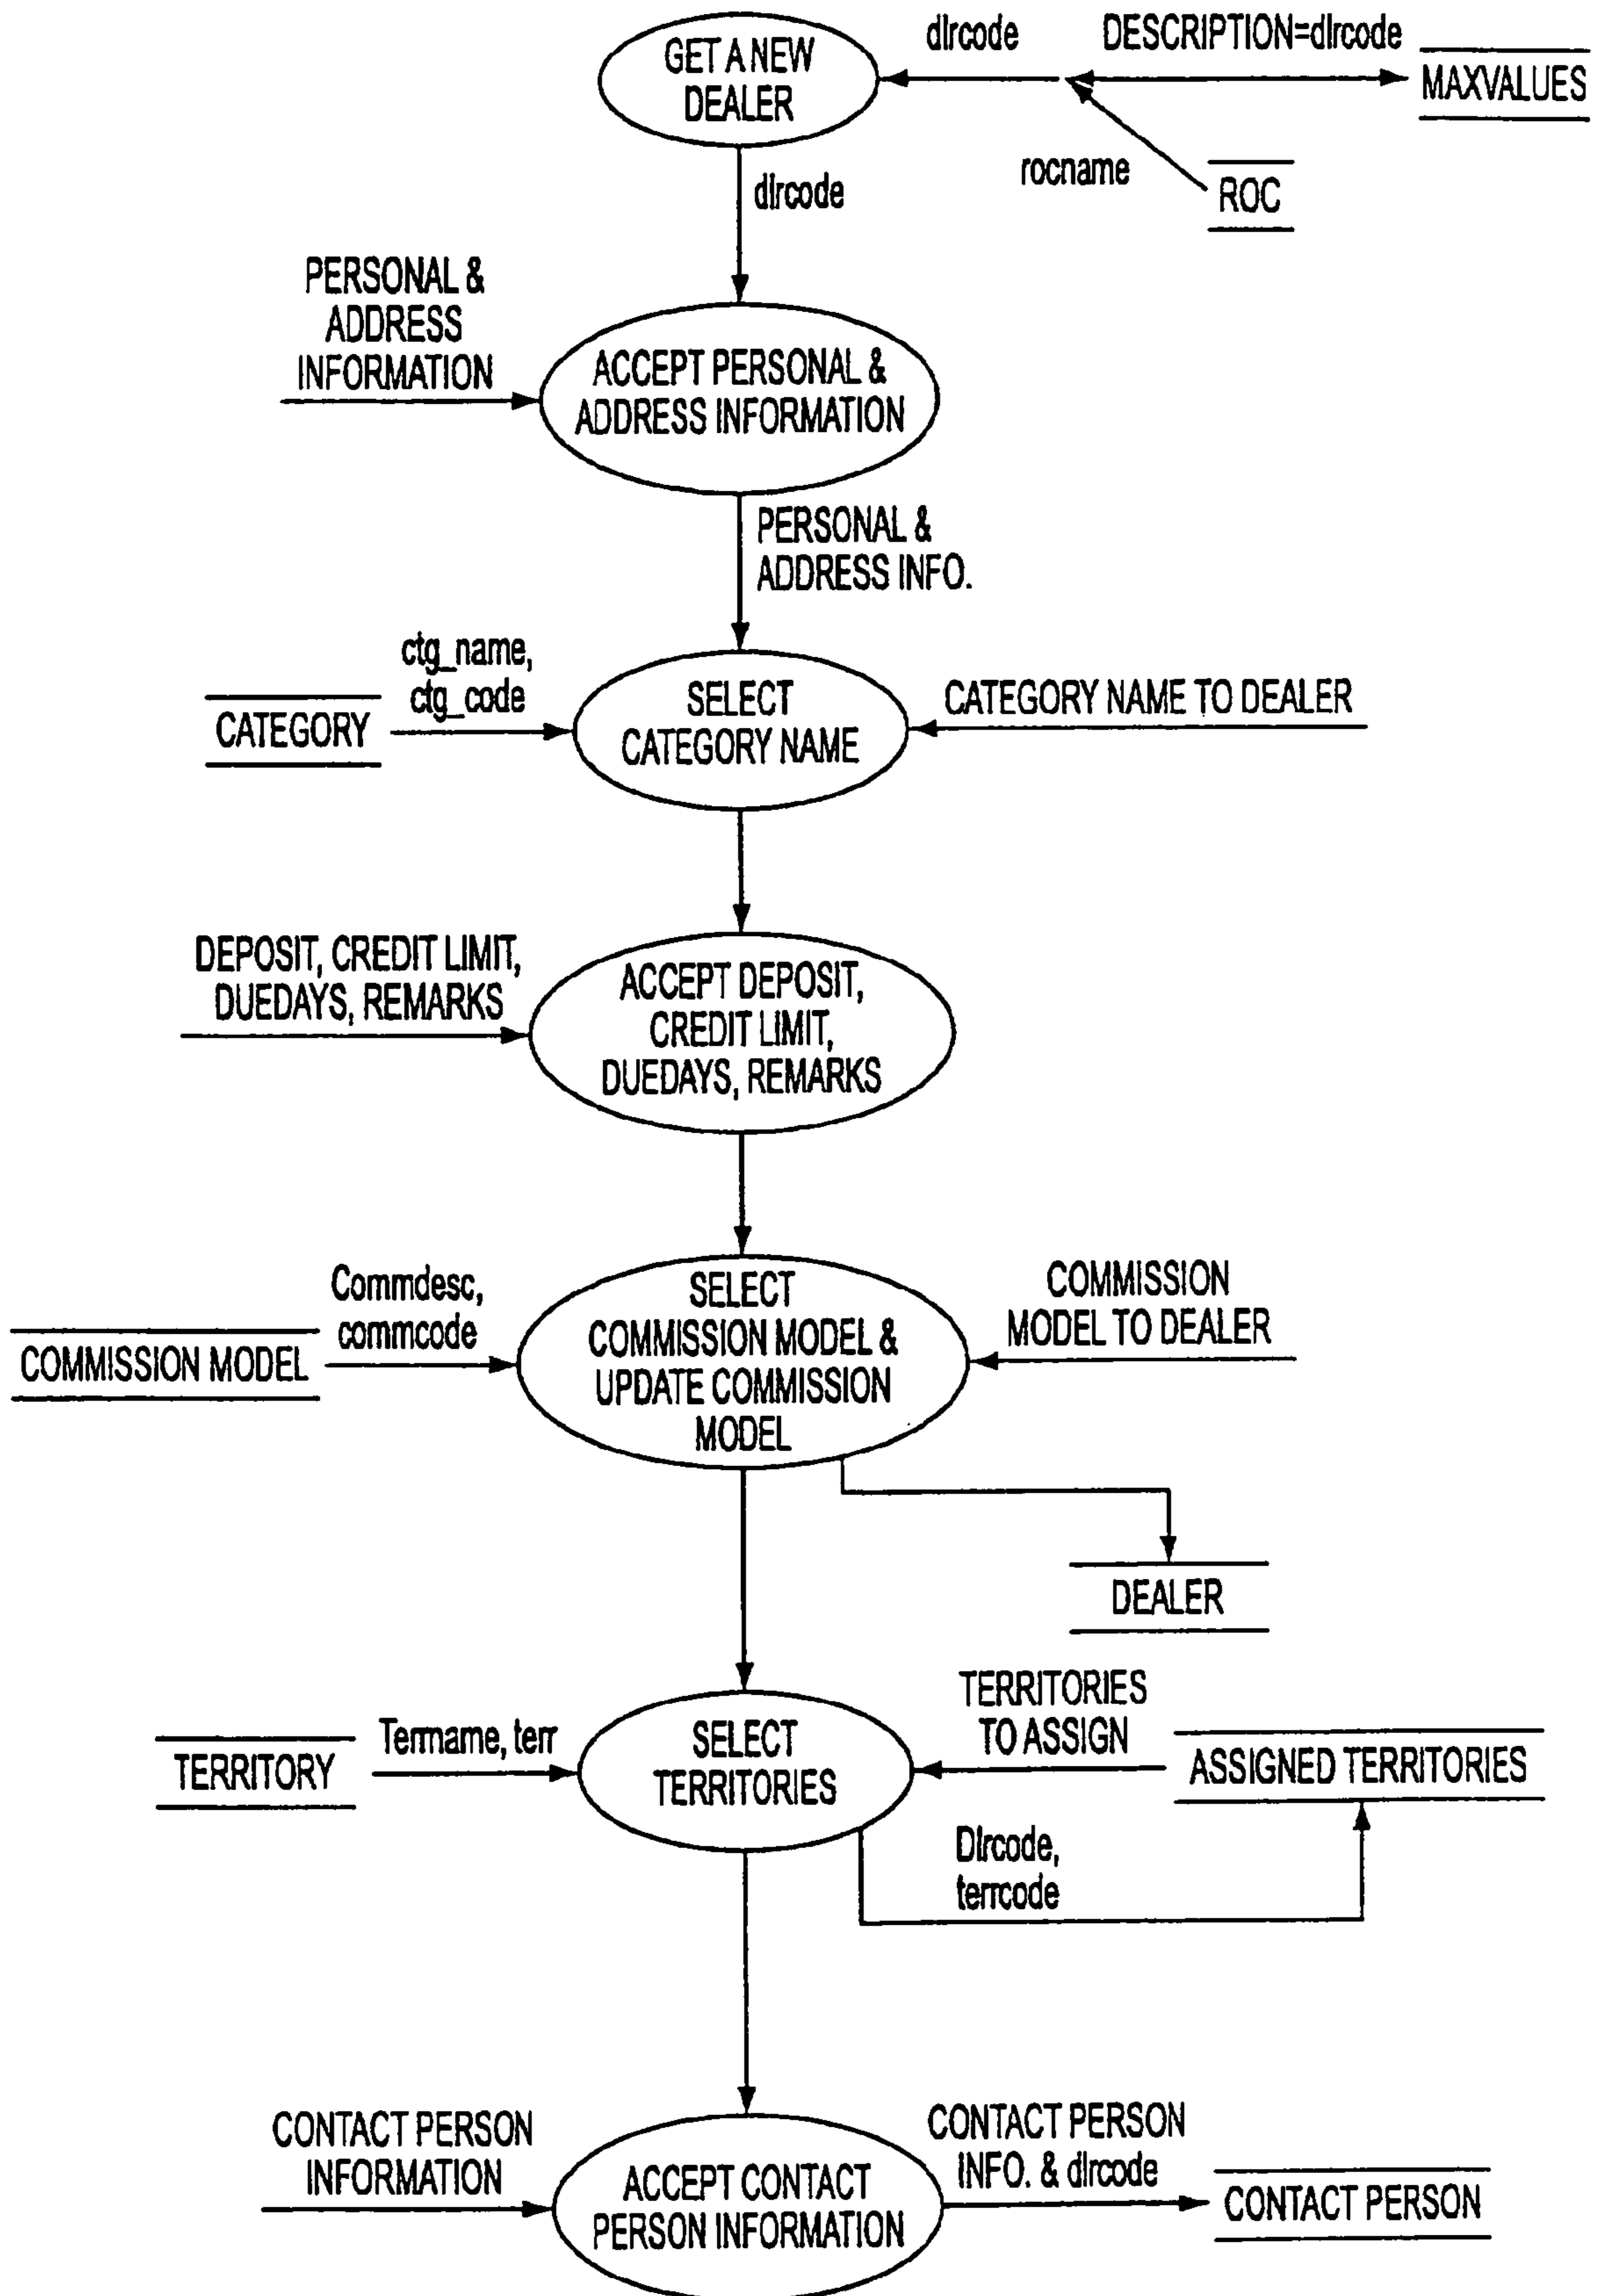 GET A NEW
DEALER
dlrcode
DESCRIPTION=dlrcode
MAXVALUES
rocname
ROC
dlrcode
PERSONAL &
ADDRESS
INFORMATION
ACCEPT PERSONAL &
ADDRESS INFORMATION
PERSONAL &
ADDRESS INFO.
ctg_name,
ctg_code
CATEGORY
SELECT
CATEGORY NAME
CATEGORY NAME TO DEALER
DEPOSIT, CREDIT LIMIT,
DUEDAYS, REMARKS
ACCEPT DEPOSIT,
CREDIT LIMIT,
DUEDAYS, REMARKS
Commdesc,
commcode
COMMISSION MODEL
SELECT
COMMISSION MODEL &
UPDATE COMMISSION
MODEL
COMMISSION
MODEL TO DEALER
DEALER
Terrname, terr
TERRITORY
SELECT
TERRITORIES
TERRITORIES
TO ASSIGN
ASSIGNED TERRITORIES
Dlrcode,
terrcode
CONTACT PERSON
INFORMATION
ACCEPT CONTACT
PERSON INFORMATION
CONTACT PERSON
INFO. & dlrcode
CONTACT PERSON